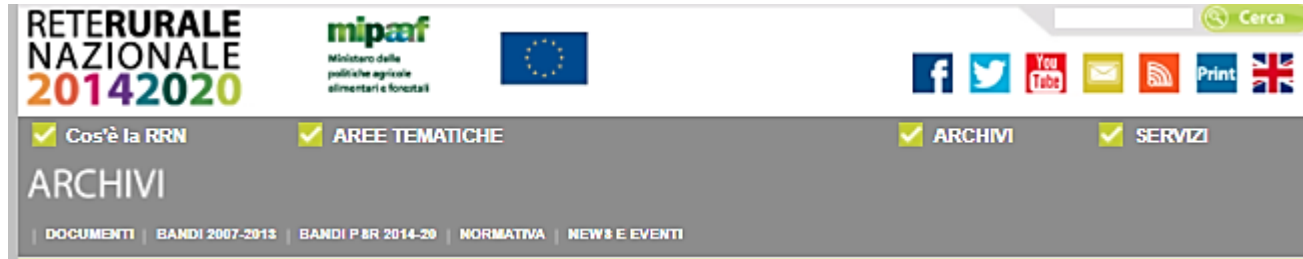 RETERURALE
NAZIONALE
20142020
mipaaf
Ministero delle
politiche agricole
alimentari e forestali
Cerca
f
You
Tube
Print
Cos'è la RRN
AREE TEMATICHE
ARCHIVI
SERVIZI
ARCHIVI
| DOCUMENTI | BANDI 2007-2013 | BANDI PSR 2014-20 | NORMATIVA | NEWS E EVENTI